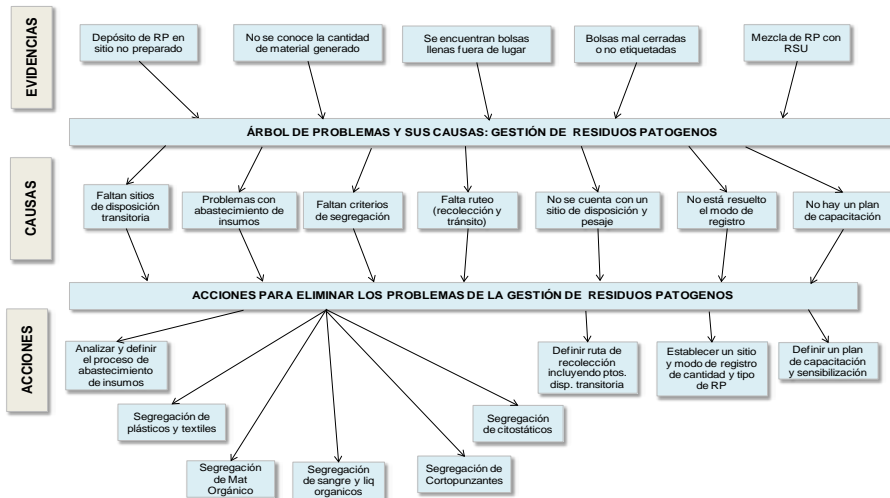 EVIDENCIAS
Depósito de RP en
sitio no preparado
No se conoce la cantidad
de material generado
Se encuentran bolsas
llenas fuera de lugar
Bolsas mal cerradas
o no etiquetadas
Mezcla de RP con
RSU
ÁRBOL DE PROBLEMAS Y SUS CAUSAS: GESTIÓN DE RESIDUOS PATOGENOS
CAUSAS
Faltan sitios
de disposición
transitoria
Problemas con
abastecimiento de
insumos
Faltan criterios
de segregación
Falta ruteo
(recolección y
tránsito)
No se cuenta con un
sitio de disposición y
pesaje
No está resuelto
el modo de
registro
No hay un plan
de capacitación
ACCIONES PARA ELIMINAR LOS PROBLEMAS DE LA GESTIÓN DE RESIDUOS PATOGENOS
ACCIONES
Analizar y definir
el proceso de
abastecimiento
de insumos
Definir ruta de
recolección
incluyendo ptos.
disp. transitoria
Establecer un sitio
y modo de registro
de cantidad y tipo
de RP
Definir un plan
de capacitación
y sensibilización
Segregación de
plásticos y textiles
Segregación
de citostáticos
Segregación
de Mat
Orgánico
Segregación
de sangre y liq
organicos
Segregación de
Cortopunzantes